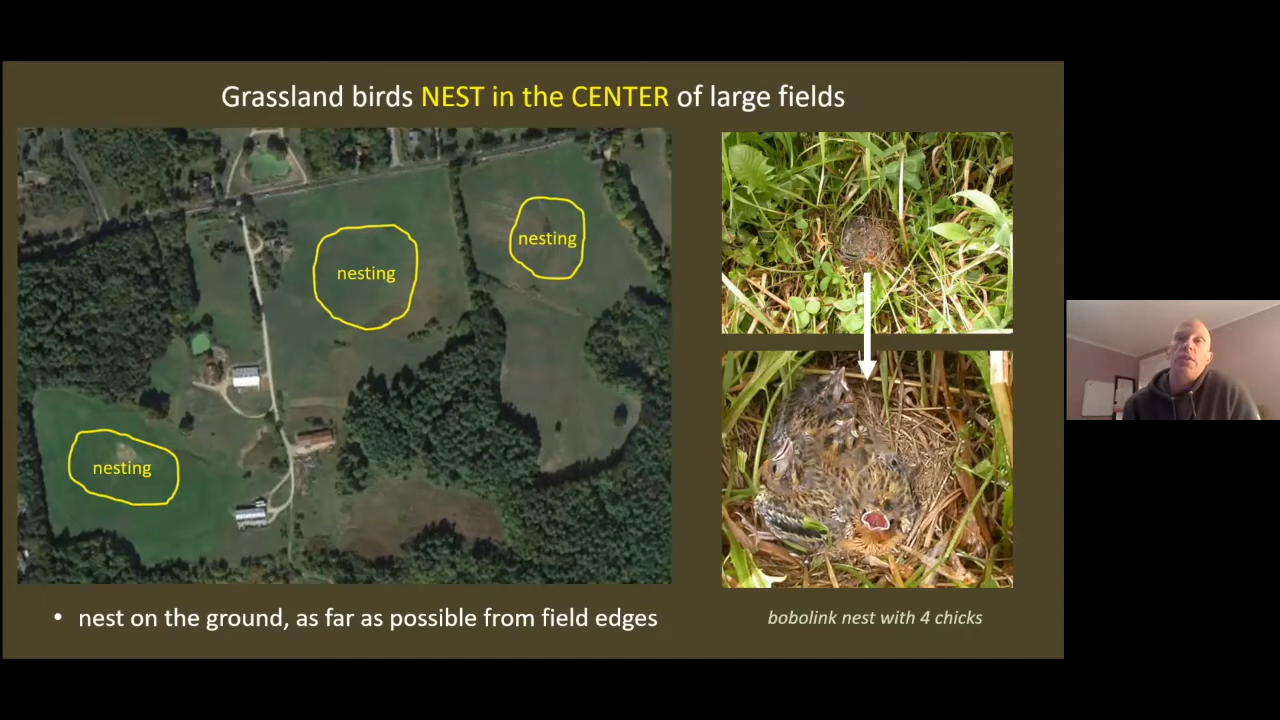 Grassland birds NEST in the CENTER of large fields
nesting
nesting
nesting
• nest on the ground, as far as possible from field edges
bobolink nest with 4 chicks